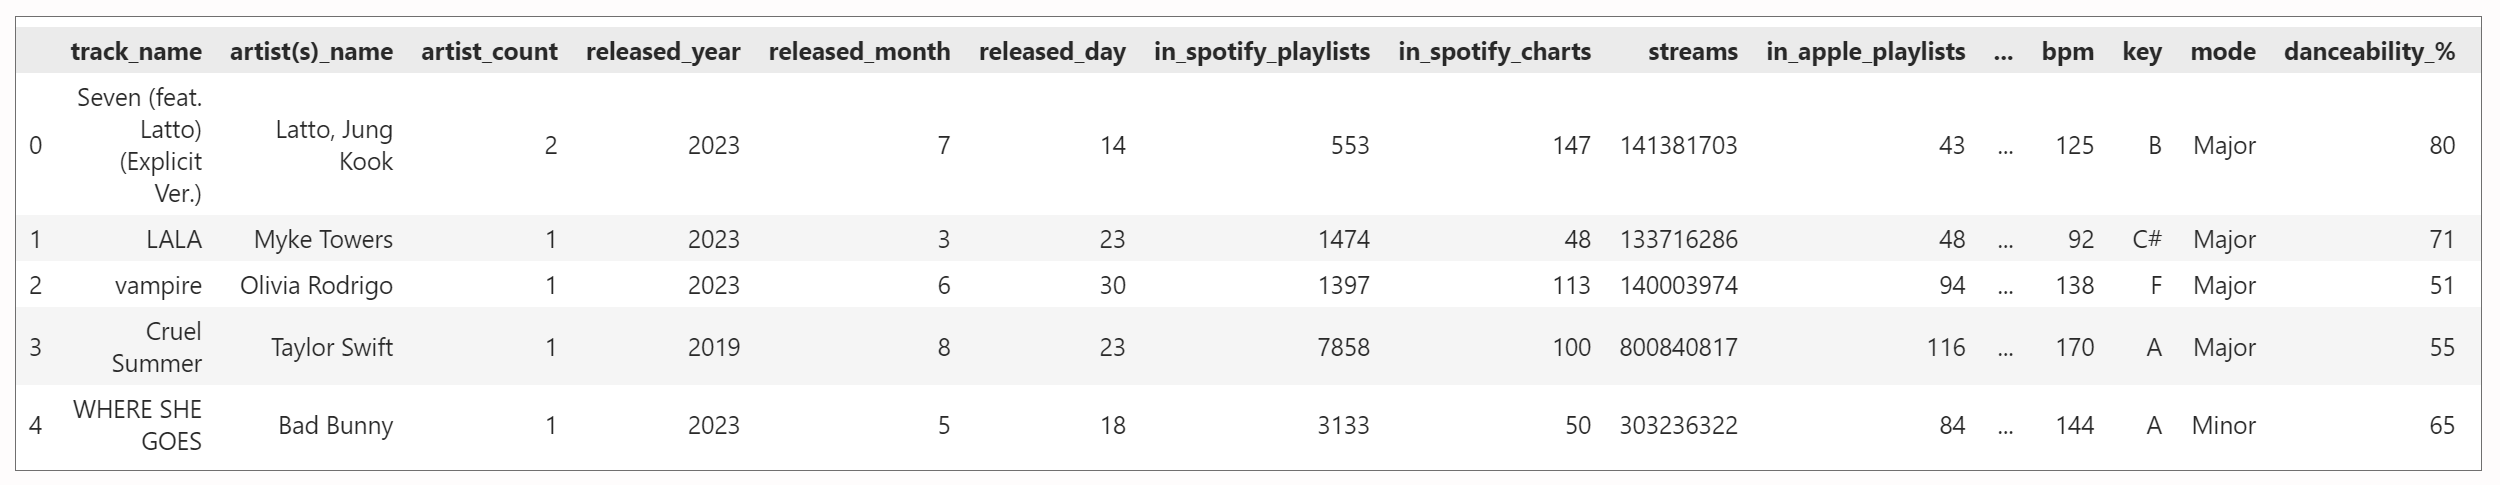 track_name artist(s)_name artist_count released_year released_month released_day in_spotify_playlists in_spotify_charts streams in_apple_playlists ... bpm key mode danceability_%
0 Seven (feat. Latto) (Explicit Ver.) Latto, Jung Kook 2 2023 7 14 553 147 141381703 43 ... 125 B Major 80
1 LALA Myke Towers 1 2023 3 23 1474 48 133716286 48 ... 92 C# Major 71
2 vampire Olivia Rodrigo 1 2023 6 30 1397 113 140003974 94 ... 138 F Major 51
3 Cruel Summer Taylor Swift 1 2019 8 23 7858 100 800840817 116 ... 170 A Major 55
4 WHERE SHE GOES Bad Bunny 1 2023 5 18 3133 50 303236322 84 ... 144 A Minor 65